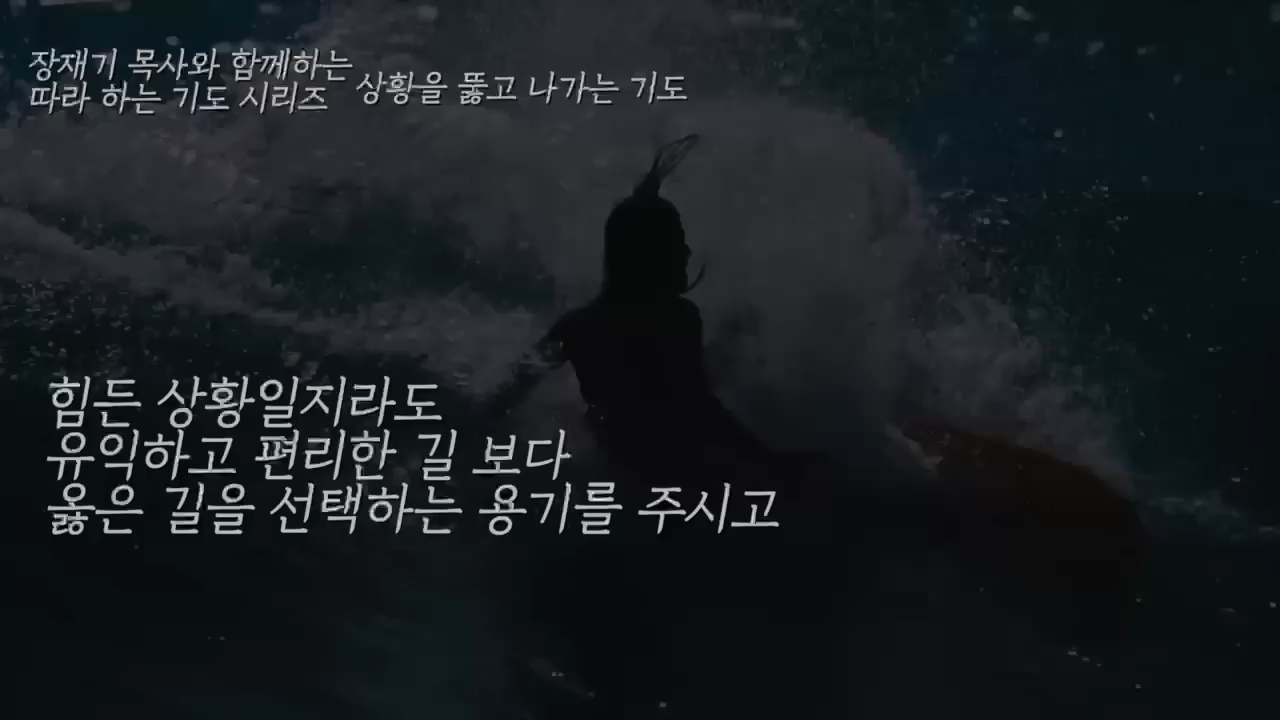 장재기 목사와 함께하는
따라 하는 기도 시리즈
상황을 뚫고 나가는 기도
힘든 상황일지라도
유익하고 편리한 길 보다
옳은 길을 선택하는 용기를 주시고